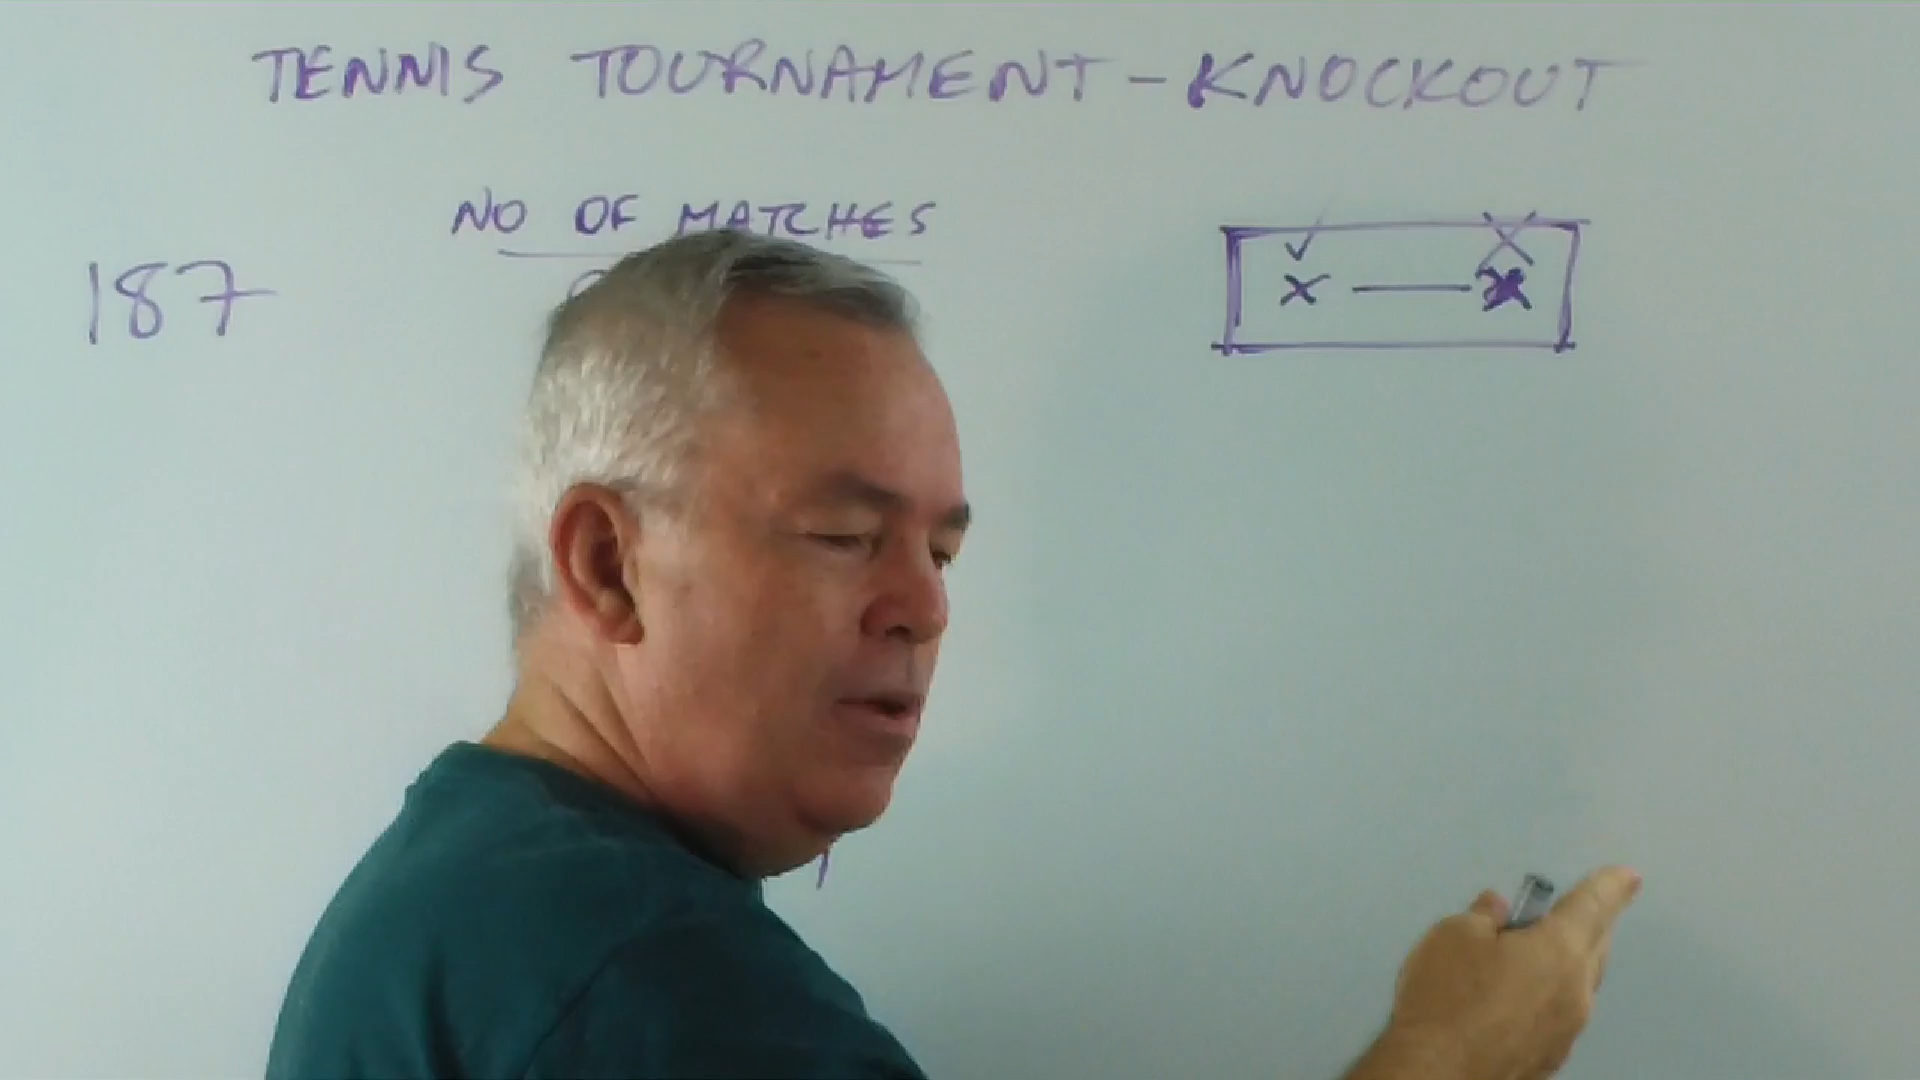 TENNIS TOURNAMENT - KNOCKOUT
NO OF MATCHES
187
✓ X
x — x